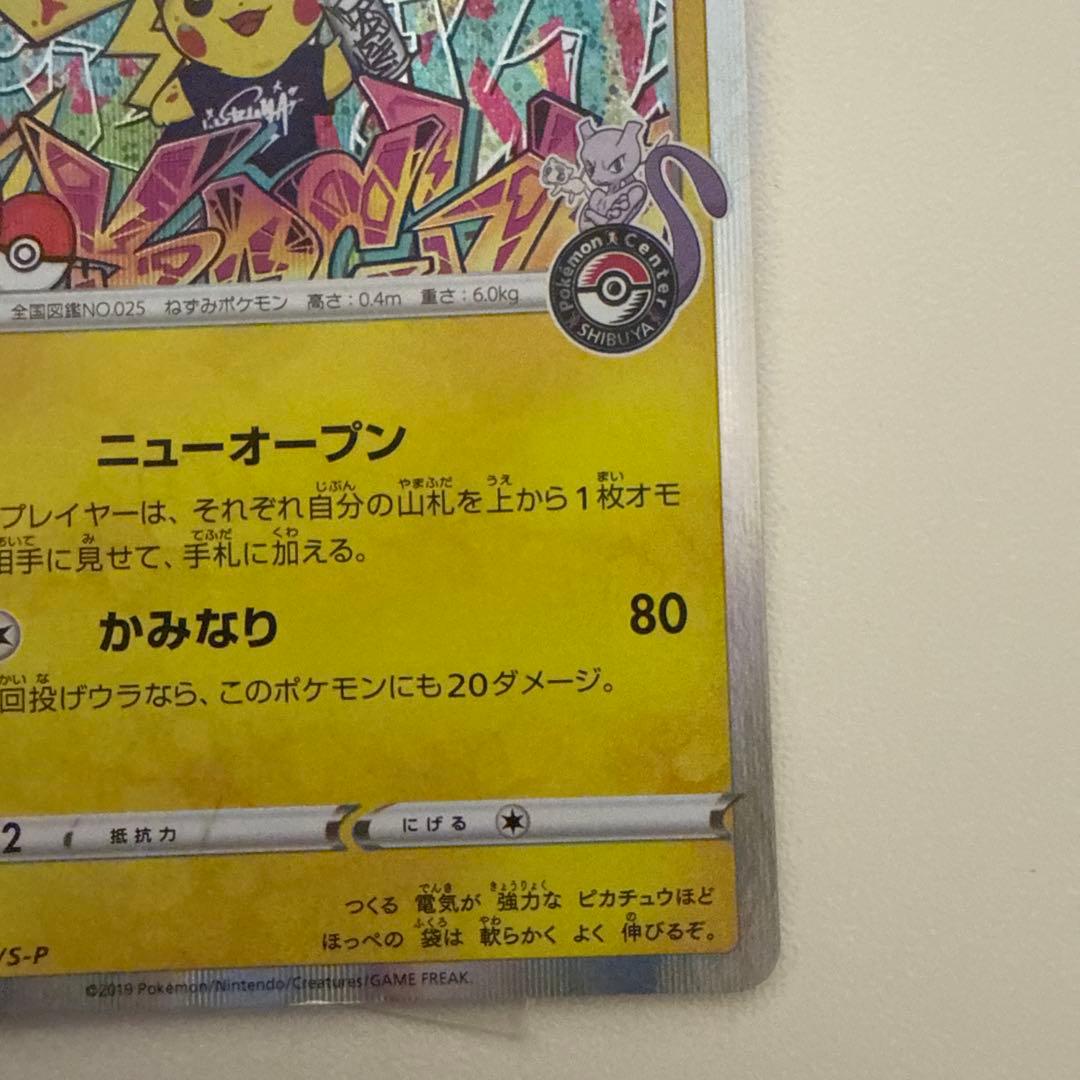 Pokémon Center
SHIBUYA
全国図鑑NO.025 ねずみポケモン 高さ：0.4m 重さ：6.0kg
ニューオープン
プレイヤーは、それぞれ自分の山札を上から1枚オモ
相手に見せて、手札に加える。
かみなり 80
回投げウラなら、このポケモンにも20ダメージ。
2 抵抗力 にげる
つくる 電気が 強力な ピカチュウほど
ほっぺの 袋は 軟らかく よく 伸びるぞ。
/S-P
©2019 Pokémon/Nintendo/Creatures/GAME FREAK.